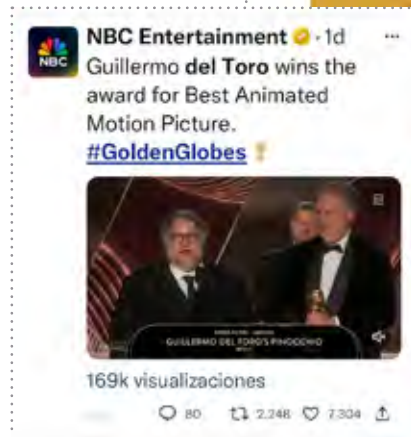 NBC Entertainment · 1d ...
NBC
Guillermo del Toro wins the
award for Best Animated
Motion Picture.
#GoldenGlobes
GUILLERMO DEL TORO'S PINOCCHIO
169k visualizaciones
80 2.248 7.304